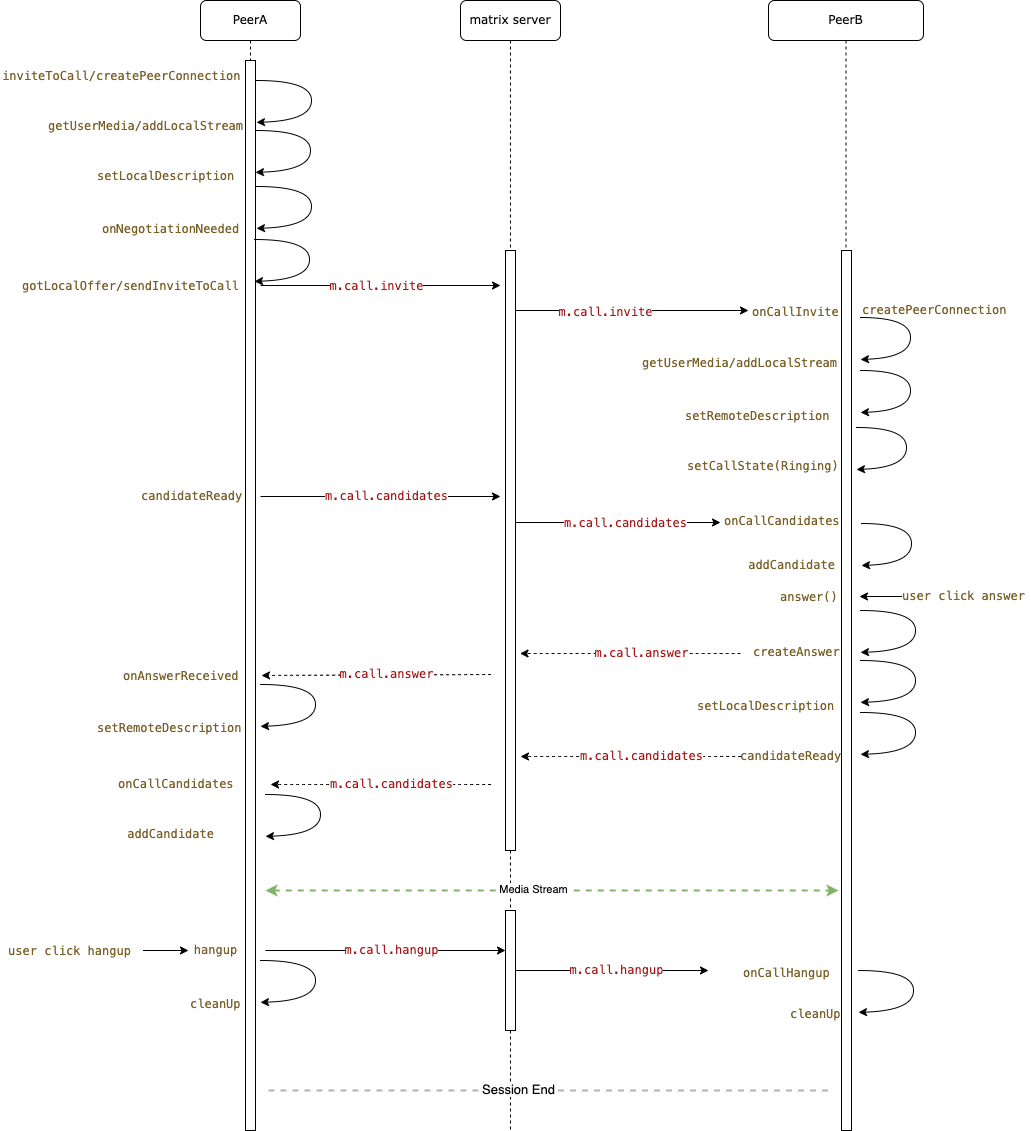 PeerA
matrix server
PeerB
inviteToCall/createPeerConnection
getUserMedia/addLocalStream
setLocalDescription
onNegotiationNeeded
gotLocalOffer/sendInviteToCall
m.call.invite
m.call.invite
onCallInvite
createPeerConnection
getUserMedia/addLocalStream
setRemoteDescription
setCallState(Ringing)
candidateReady
m.call.candidates
m.call.candidates
onCallCandidates
addCandidate
answer()
user click answer
m.call.answer
createAnswer
onAnswerReceived
m.call.answer
setLocalDescription
setRemoteDescription
m.call.candidates
candidateReady
onCallCandidates
m.call.candidates
addCandidate
Media Stream
user click hangup
hangup
m.call.hangup
m.call.hangup
onCallHangup
cleanUp
cleanUp
Session End